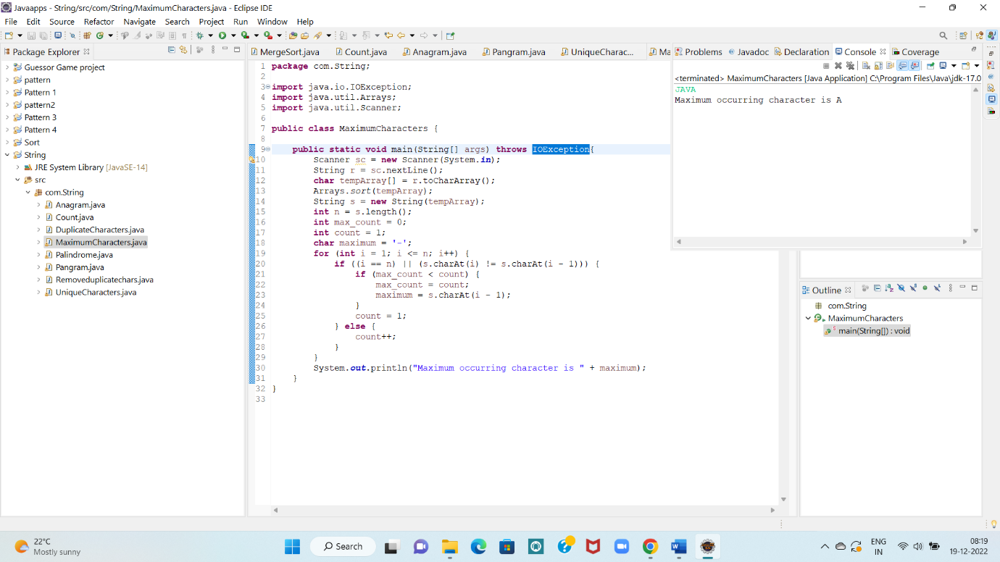 Javaapps - String/src/com/String/MaximumCharacters.java - Eclipse IDE
File Edit Source Refactor Navigate Search Project Run Window Help
Package Explorer
Guessor Game project
pattern
Pattern 1
pattern2
Pattern 3
Pattern 4
Sort
String
JRE System Library [JavaSE-14]
src
com.String
Anagram.java
Count.java
DuplicateCharacters.java
MaximumCharacters.java
Palindrome.java
Pangram.java
Removeduplicatechars.java
UniqueCharacters.java
MergeSort.java Count.java Anagram.java Pangram.java UniqueCharac... Ma
1 package com.String;
2
3 import java.io.IOException;
4 import java.util.Arrays;
5 import java.util.Scanner;
6
7 public class MaximumCharacters {
8
9 public static void main(String[] args) throws IOException{
10 Scanner sc = new Scanner(System.in);
11 String r = sc.nextLine();
12 char tempArray[] = r.toCharArray();
13 Arrays.sort(tempArray);
14 String s = new String(tempArray);
15 int n = s.length();
16 int max_count = 0;
17 int count = 1;
18 char maximum = '-';
19 for (int i = 1; i <= n; i++) {
20 if ((i == n) || (s.charAt(i) != s.charAt(i - 1))) {
21 if (max_count < count) {
22 max_count = count;
23 maximum = s.charAt(i - 1);
24 }
25 count = 1;
26 } else {
27 count++;
28 }
29 }
30 System.out.println("Maximum occurring character is " + maximum);
31 }
32 }
33
Problems Javadoc Declaration Console Coverage
<terminated> MaximumCharacters [Java Application] C:\Program Files\Java\jdk-17.0
JAVA
Maximum occurring character is A
Outline
com.String
MaximumCharacters
main(String[]) : void
22°C
Mostly sunny
Search
ENG
IN
08:19
19-12-2022